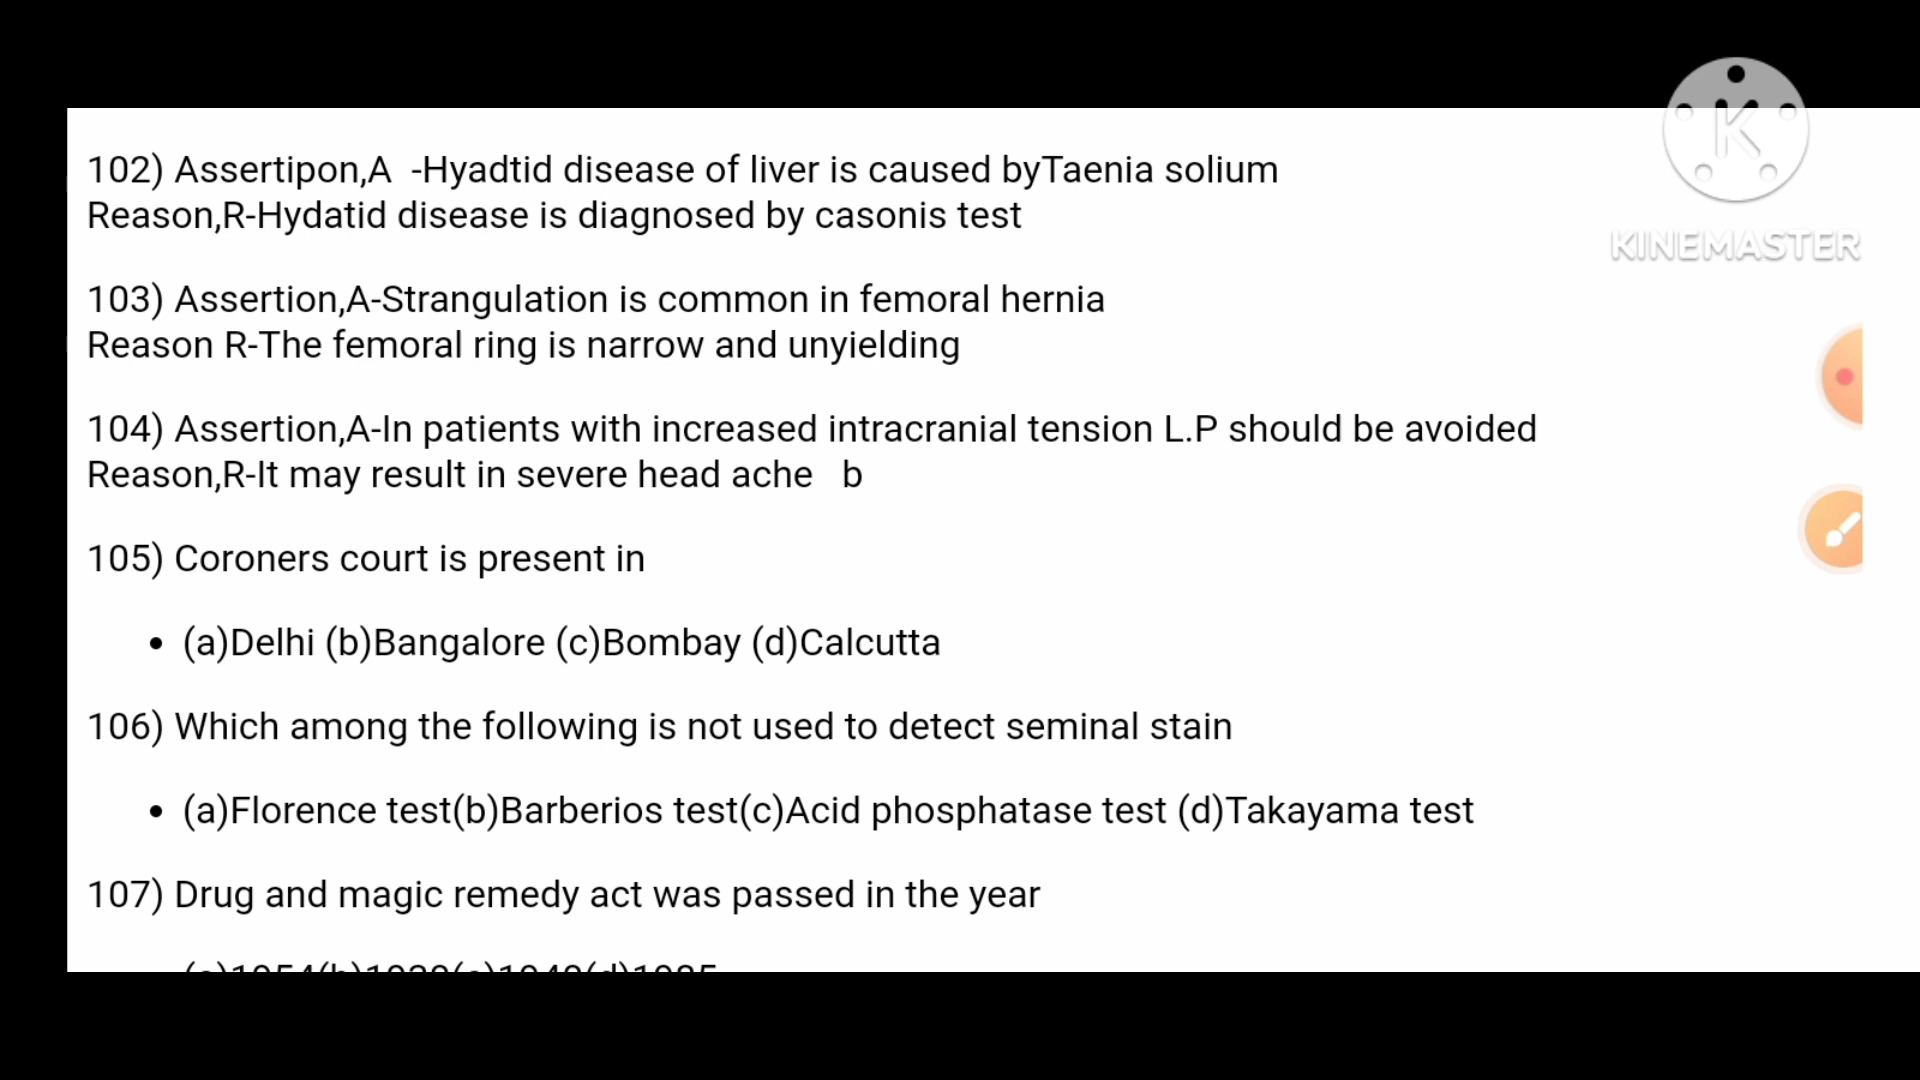 102) Assertipon,A  -Hyadtid disease of liver is caused byTaenia solium
Reason,R-Hydatid disease is diagnosed by casonis test
103) Assertion,A-Strangulation is common in femoral hernia
Reason R-The femoral ring is narrow and unyielding
104) Assertion,A-In patients with increased intracranial tension L.P should be avoided
Reason,R-It may result in severe head ache   b
105) Coroners court is present in
• (a)Delhi (b)Bangalore (c)Bombay (d)Calcutta
106) Which among the following is not used to detect seminal stain
• (a)Florence test(b)Barberios test(c)Acid phosphatase test (d)Takayama test
107) Drug and magic remedy act was passed in the year
K
KINEMASTER